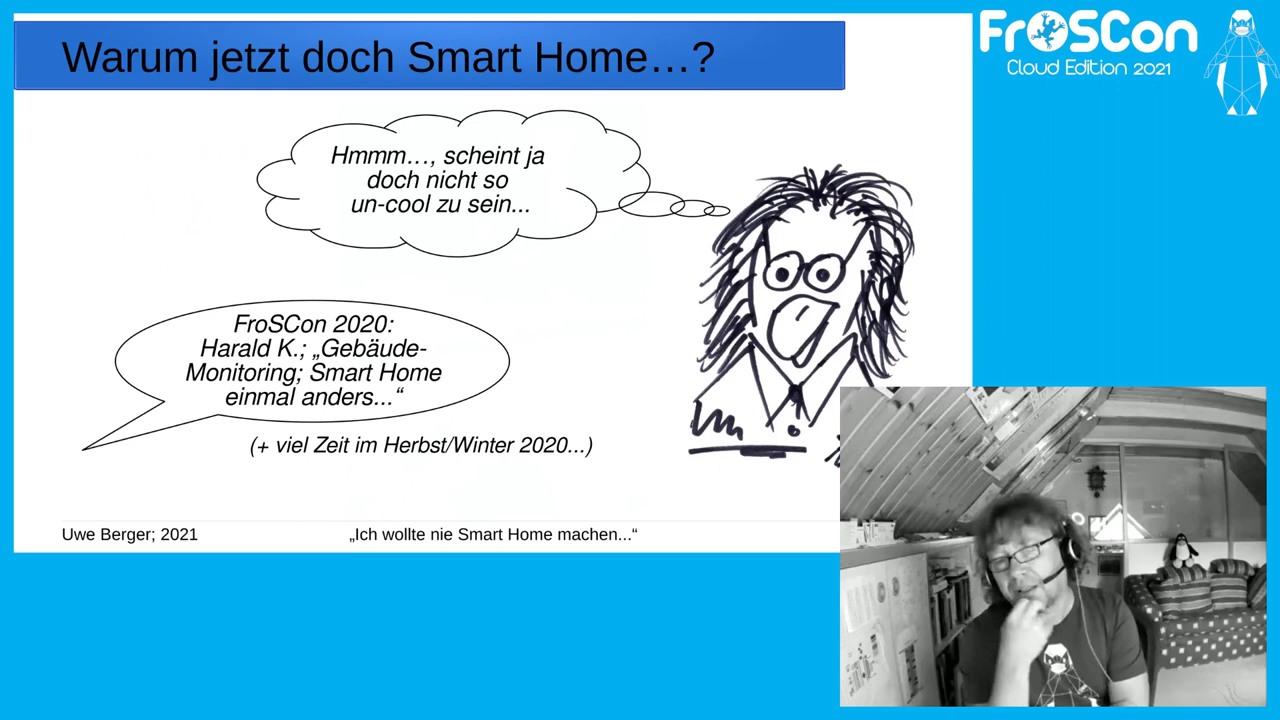 Warum jetzt doch Smart Home…?
FrOSCon
Cloud Edition 2021
Hmmm…, scheint ja
doch nicht so
un-cool zu sein...
FroSCon 2020:
Harald K.; „Gebäude-
Monitoring; Smart Home
einmal anders...“
(+ viel Zeit im Herbst/Winter 2020...)
Uwe Berger; 2021
„Ich wollte nie Smart Home machen...“